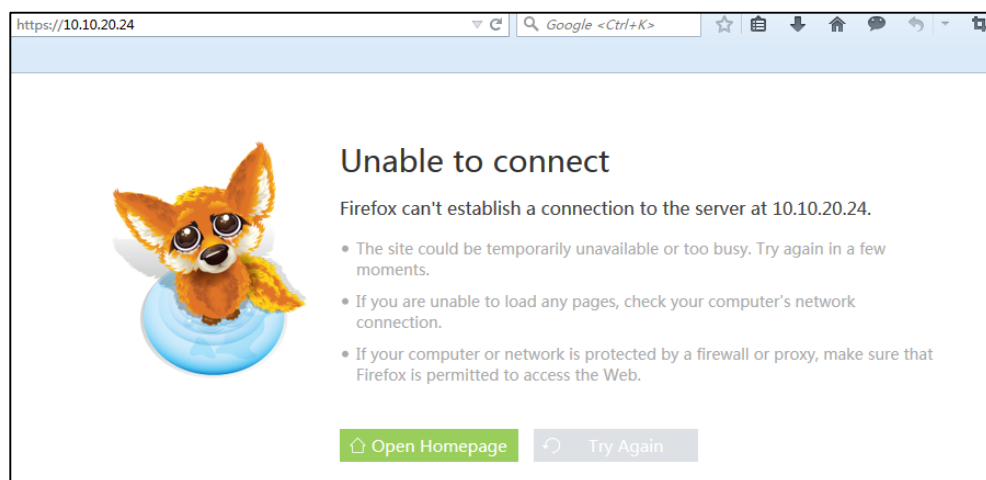 https://10.10.20.24
Google <Ctrl+K>
Unable to connect
Firefox can't establish a connection to the server at 10.10.20.24.
• The site could be temporarily unavailable or too busy. Try again in a few
moments.
• If you are unable to load any pages, check your computer's network
connection.
• If your computer or network is protected by a firewall or proxy, make sure that
Firefox is permitted to access the Web.
Open Homepage
Try Again